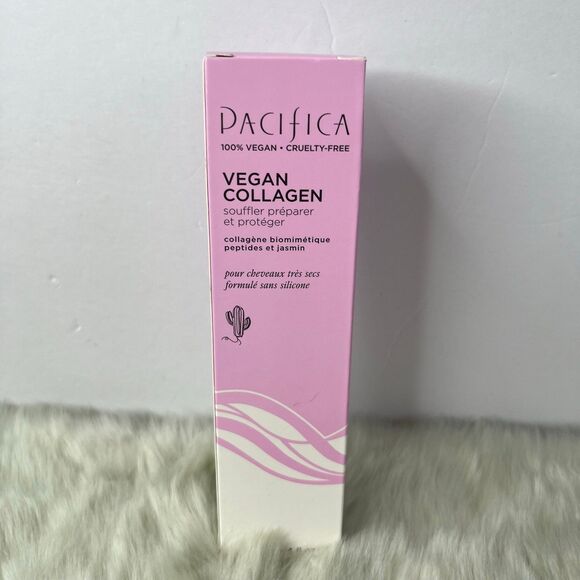 PACIFICA
100% VEGAN • CRUELTY-FREE
VEGAN
COLLAGEN
souffler préparer
et protéger
collagène biomimétique
peptides et jasmin
pour cheveaux très secs
formulé sans silicone